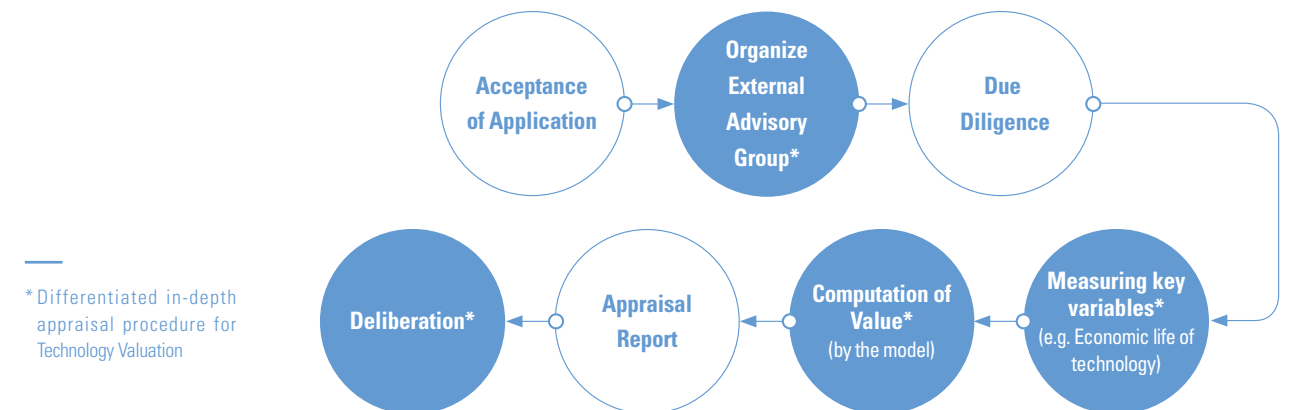 Acceptance
of Application
Organize
External
Advisory
Group*
Due
Diligence
Measuring key
variables*
(e.g. Economic life of
technology)
Computation of
Value*
(by the model)
Appraisal
Report
Deliberation*
* Differentiated in-depth
appraisal procedure for
Technology Valuation